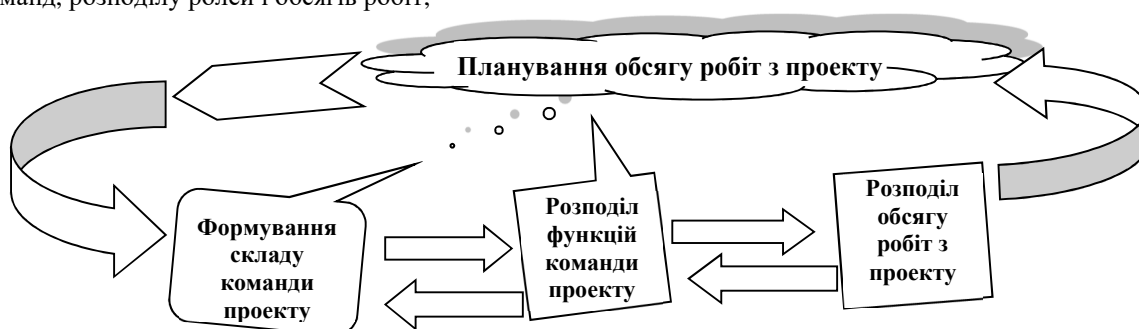 манд, розподілу ролей і обсягів робіт;
Планування обсягу робіт з проекту
Формування
складу
команди
проекту
Розподіл
функцій
команди
проекту
Розподіл
обсягу
робіт з
проекту